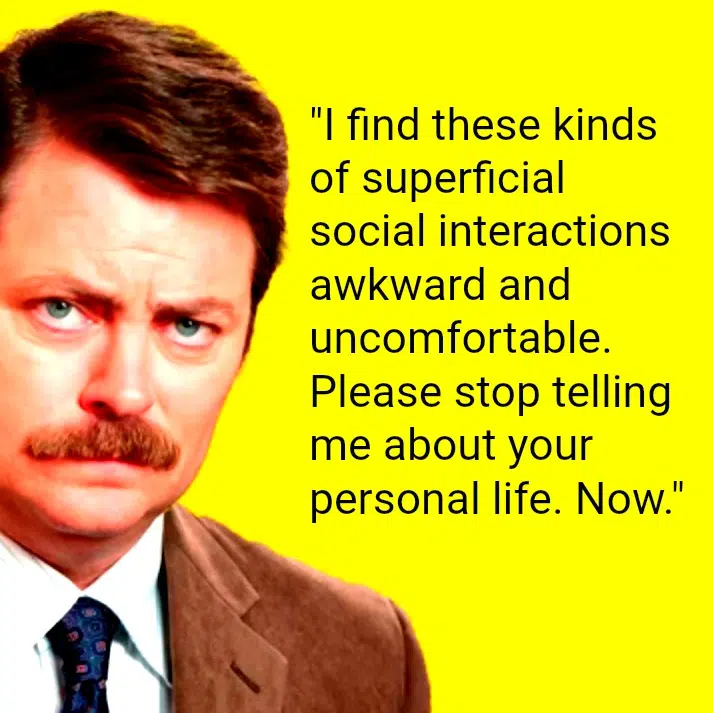 "I find these kinds
of superficial
social interactions
awkward and
uncomfortable.
Please stop telling
me about your
personal life. Now."